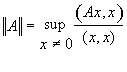 ‖A‖ = sup (Ax, x) / (x, x)
x ≠ 0